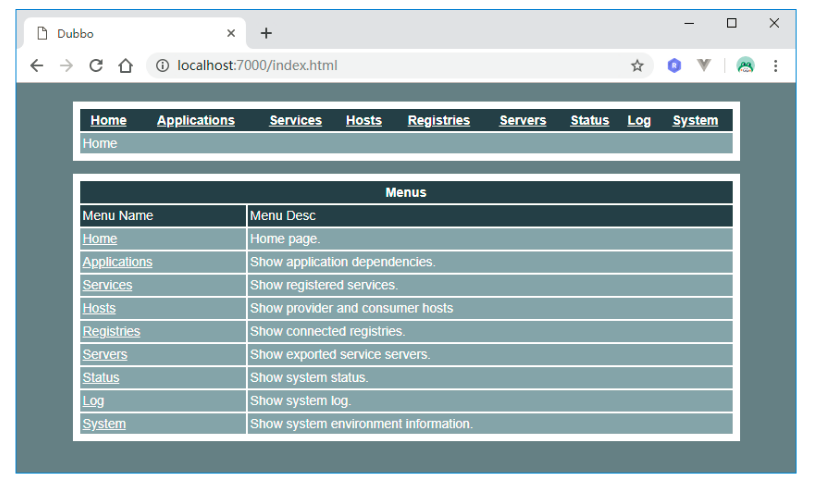 Dubbo
localhost:7000/index.html
Home Applications Services Hosts Registries Servers Status Log System
Home
Menus
Menu Name Menu Desc
Home Home page.
Applications Show application dependencies.
Services Show registered services.
Hosts Show provider and consumer hosts
Registries Show connected registries.
Servers Show exported service servers.
Status Show system status.
Log Show system log.
System Show system environment information.